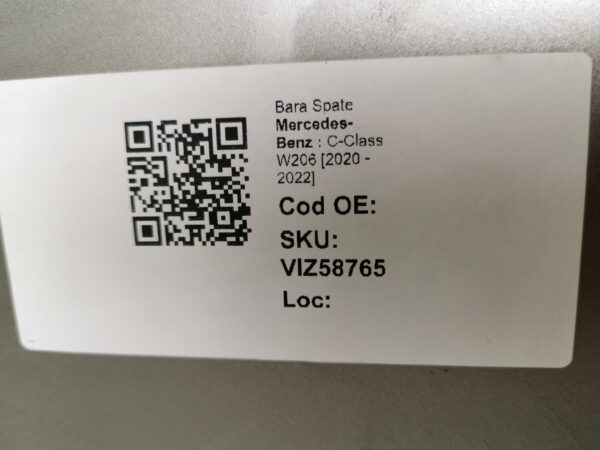 Bara Spate
Mercedes-
Benz : C-Class
W206 [2020 -
2022]
Cod OE:
SKU:
VIZ58765
Loc: